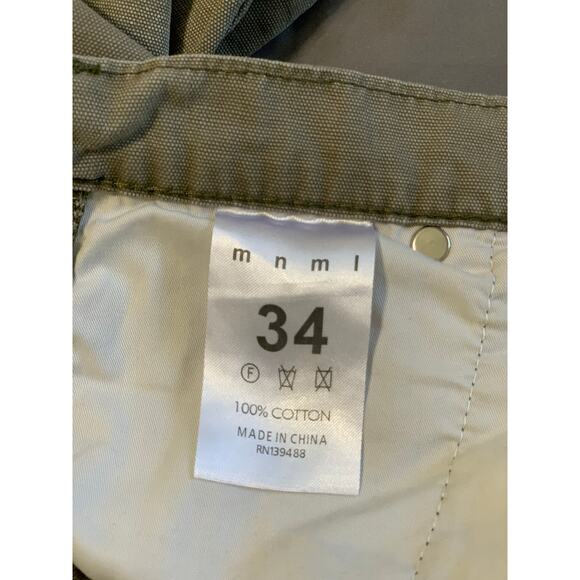 m n m l
34
F
100% COTTON
MADE IN CHINA
RN139488